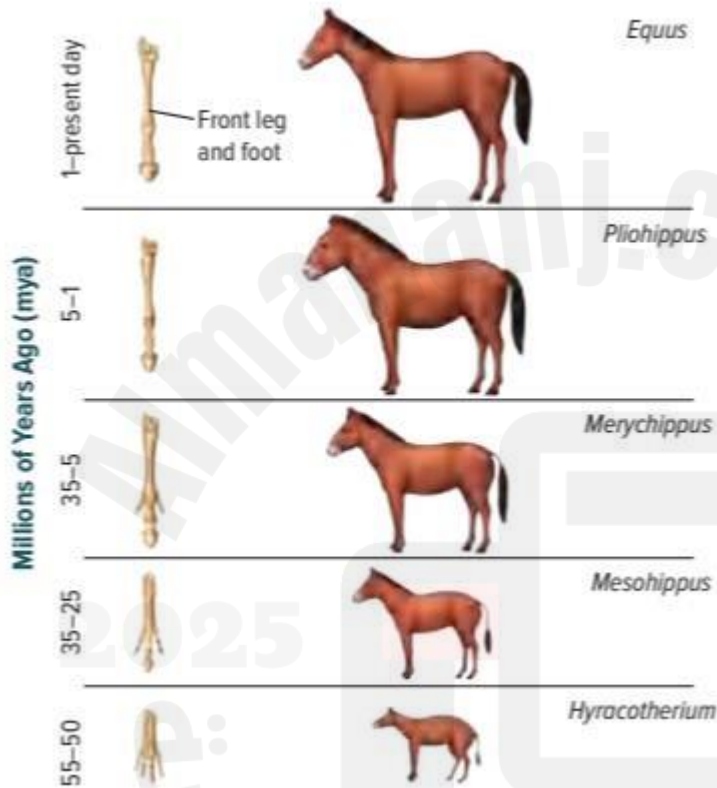 Equus
1–present day
Front leg
and foot
Pliohippus
5–1
Merychippus
35–5
Millions of Years Ago (mya)
Mesohippus
35–25
2025
Hyracotherium
55–50